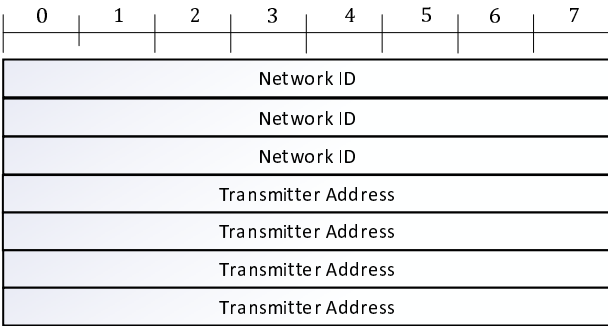 0 1 2 3 4 5 6 7
Network ID
Network ID
Network ID
Transmitter Address
Transmitter Address
Transmitter Address
Transmitter Address